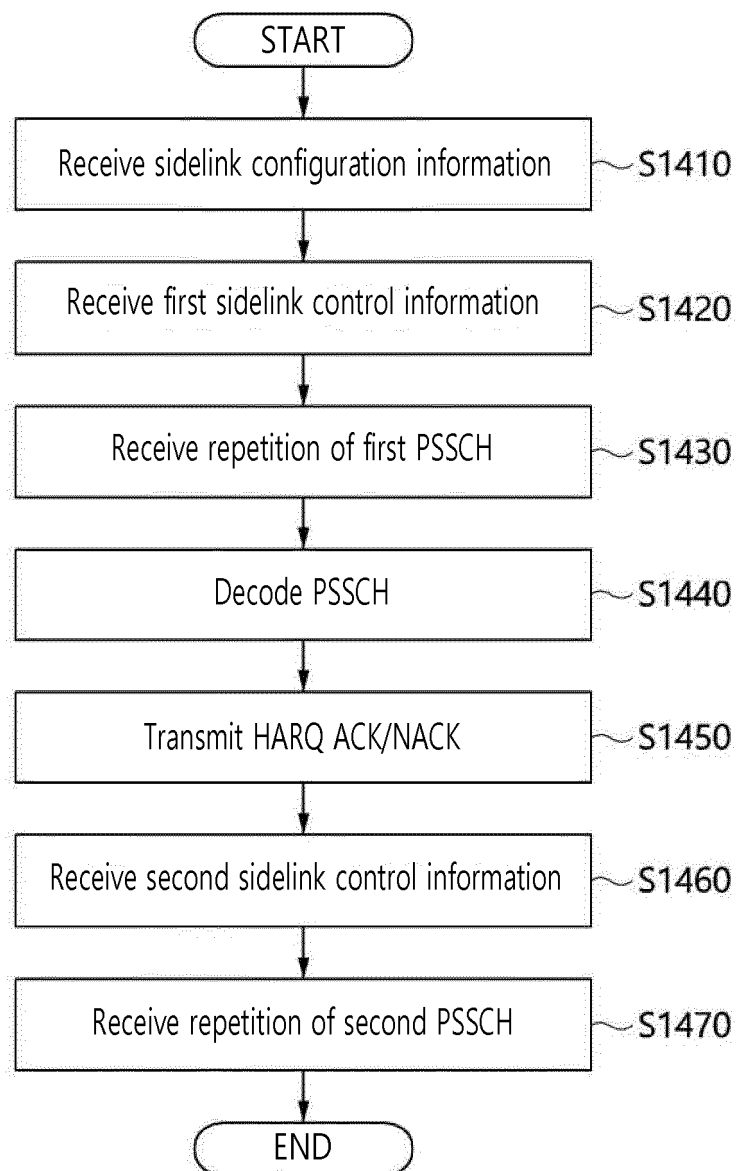 START
Receive sidelink configuration information
S1410
Receive first sidelink control information
S1420
Receive repetition of first PSSCH
S1430
Decode PSSCH
S1440
Transmit HARQ ACK/NACK
S1450
Receive second sidelink control information
S1460
Receive repetition of second PSSCH
S1470
END